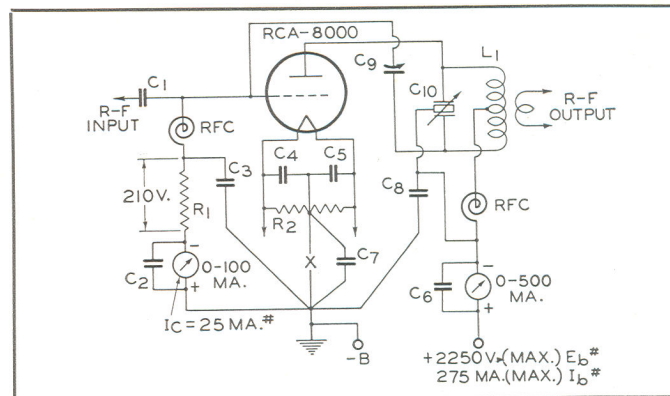 RCA-8000
C1
R-F
INPUT
RFC
C9
C10
L1
R-F
OUTPUT
C4
C5
C3
210V.
R1
R2
C8
RFC
C2
0-100
MA.
X
C7
C6
0-500
MA.
IC=25 MA.#
-B
+2250V.(MAX.) Eb#
275 MA.(MAX.) Ib#